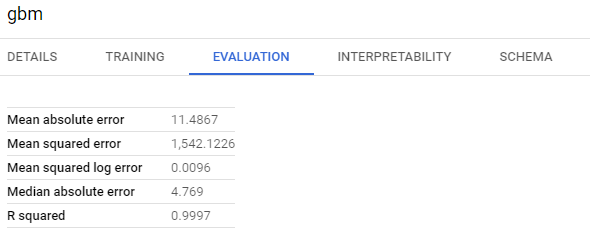 gbm
DETAILS TRAINING EVALUATION INTERPRETABILITY SCHEMA
Mean absolute error 11.4867
Mean squared error 1,542.1226
Mean squared log error 0.0096
Median absolute error 4.769
R squared 0.9997